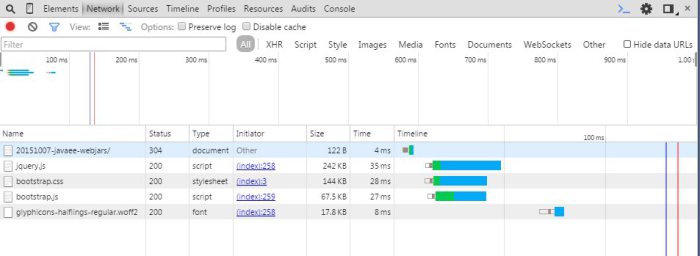 Elements Network Sources Timeline Profiles Resources Audits Console
View: Options: Preserve log Disable cache
Filter All XHR Script Style Images Media Fonts Documents WebSockets Other Hide data URLs
100 ms 200 ms 300 ms 400 ms 500 ms 600 ms 700 ms 800 ms 900 ms 1.00 s
Name Status Type Initiator Size Time Timeline
100 ms
20151007-javaee-webjars/ 304 document Other 122 B 4 ms
jquery.js 200 script (index):258 242 KB 35 ms
bootstrap.css 200 stylesheet (index):3 144 KB 28 ms
bootstrap.js 200 script (index):259 67.5 KB 27 ms
glyphicons-halflings-regular.woff2 200 font (index):258 17.8 KB 8 ms